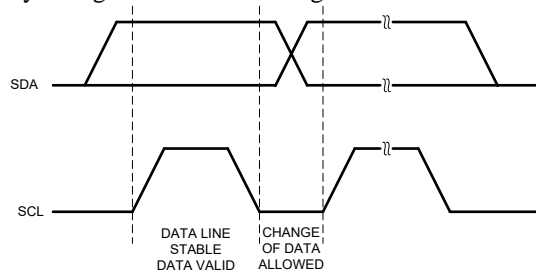 SDA
SCL
DATA LINE
STABLE
DATA VALID
CHANGE
OF DATA
ALLOWED